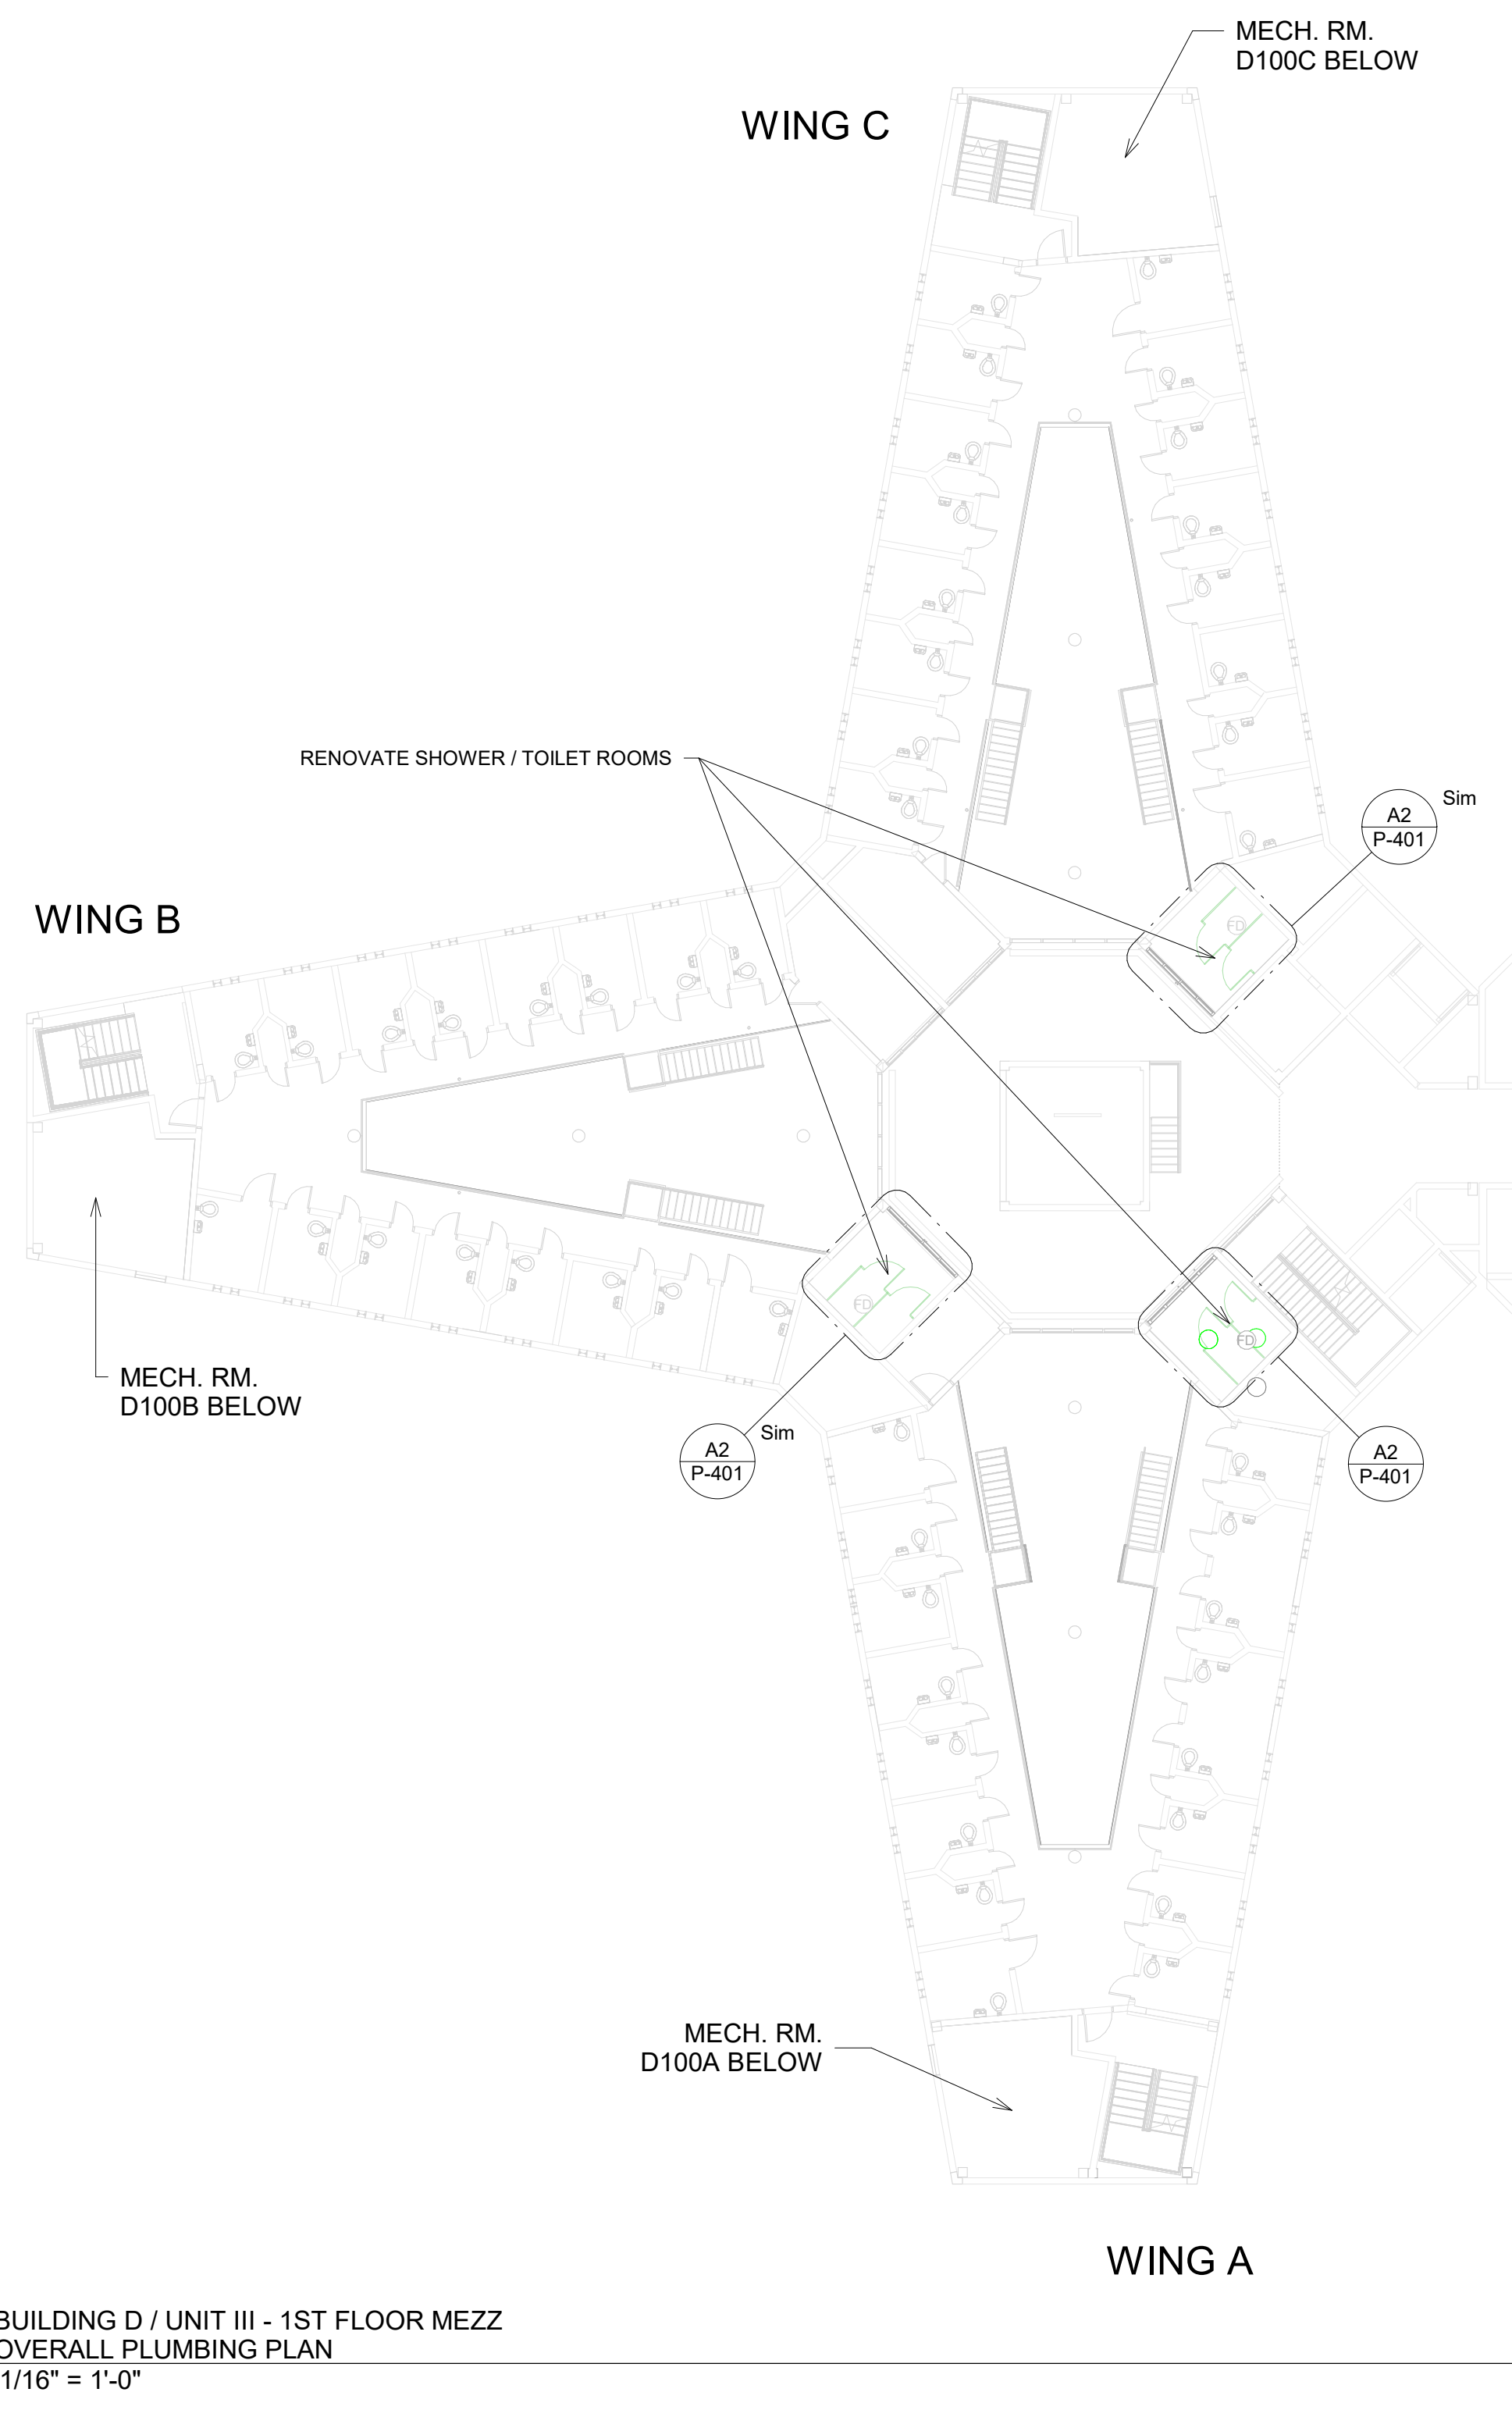 MECH. RM.
D100C BELOW
WING C
RENOVATE SHOWER / TOILET ROOMS
Sim
A2
P-401
WING B
FD
FD
FD
MECH. RM.
D100B BELOW
Sim
A2
P-401
A2
P-401
MECH. RM.
D100A BELOW
WING A
BUILDING D / UNIT III - 1ST FLOOR MEZZ
OVERALL PLUMBING PLAN
1/16" = 1'-0"